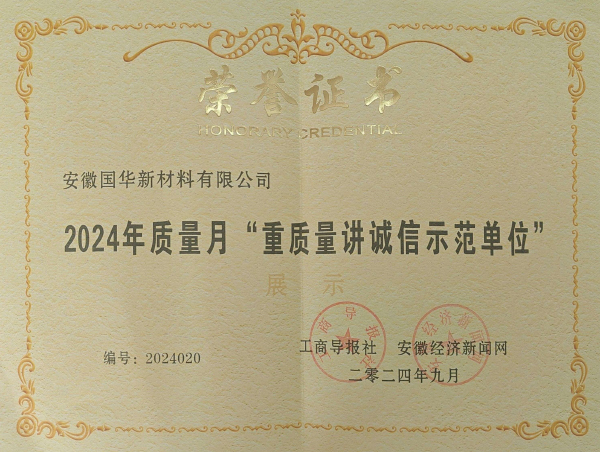 荣誉证书
HONORARY CREDENTIAL
安徽国华新材料有限公司
2024年质量月“重质量讲诚信示范单位”
展示
工商导报社 安徽经济新闻网
编号：2024020
二零二四年九月